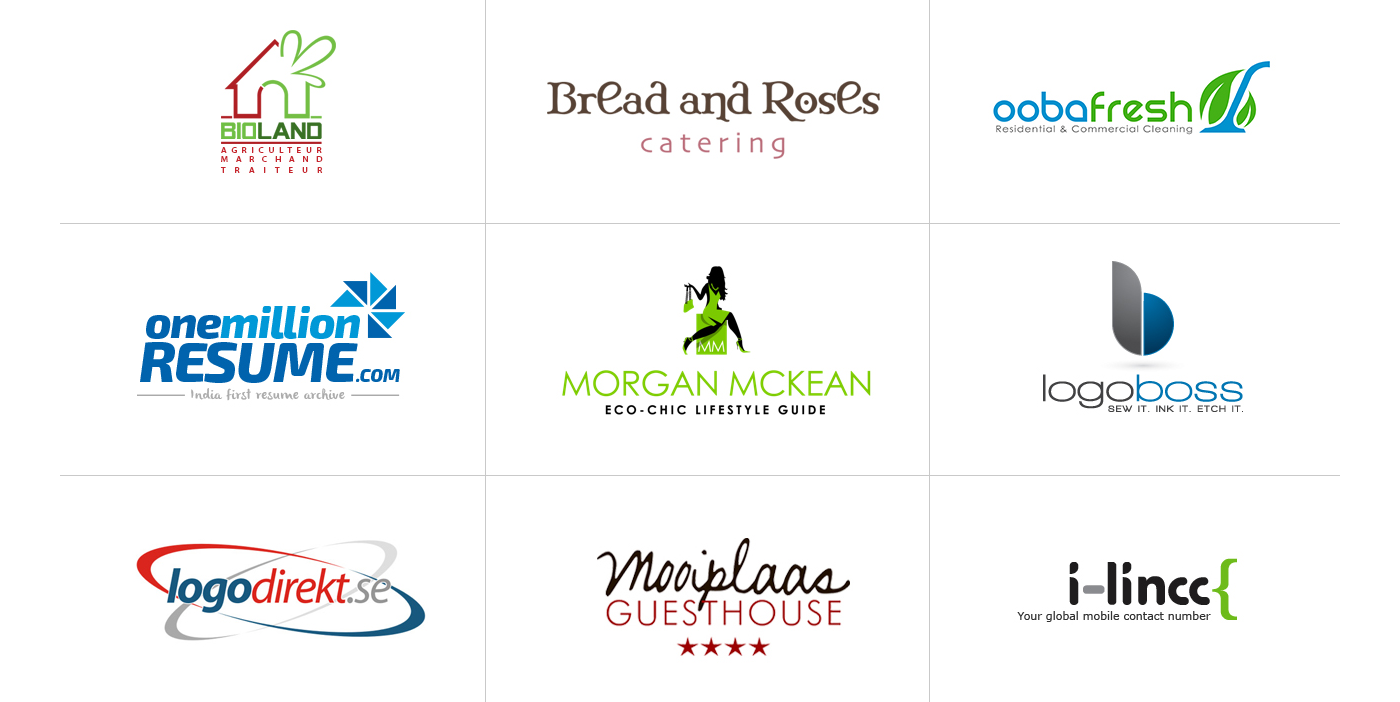 BIOLAND
AGRICULTEUR
MARCHAND
TRAITEUR
Bread and Roses
catering
oobafresh
Residential & Commercial Cleaning
onemillion
RESUME.COM
India first resume archive
MM
MORGAN MCKEAN
ECO-CHIC LIFESTYLE GUIDE
b
logoboss
SEW IT. INK IT. ETCH IT.
logodirekt.se
Mooiplaas
GUESTHOUSE
i-lincc{
Your global mobile contact number